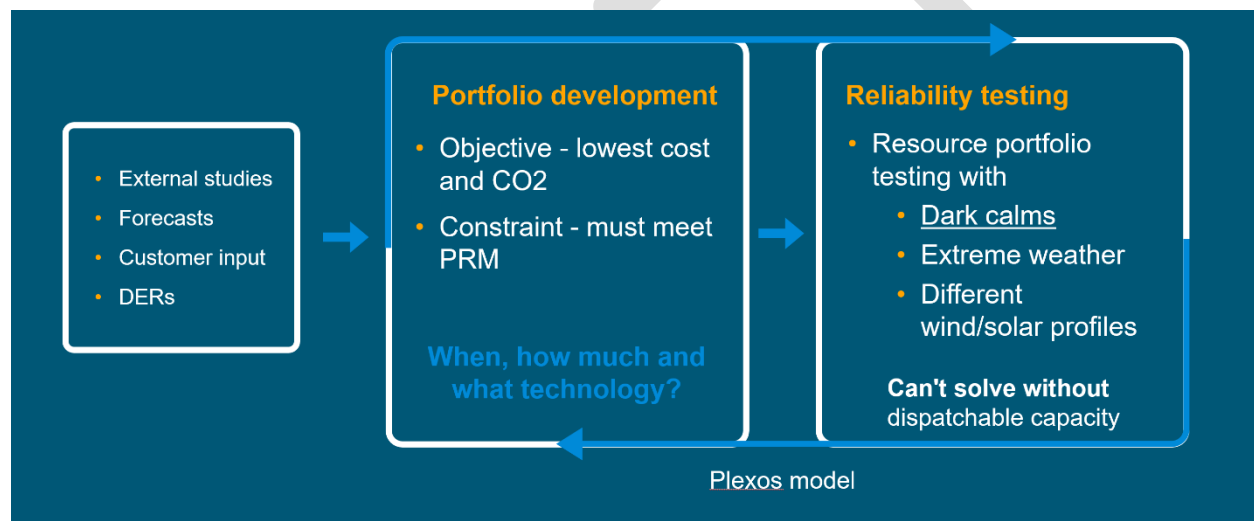 • External studies
• Forecasts
• Customer input
• DERs
Portfolio development
• Objective - lowest cost
and CO2
• Constraint - must meet
PRM
When, how much and
what technology?
Reliability testing
• Resource portfolio
testing with
• Dark calms
• Extreme weather
• Different
wind/solar profiles
Can't solve without
dispatchable capacity
Plexos model